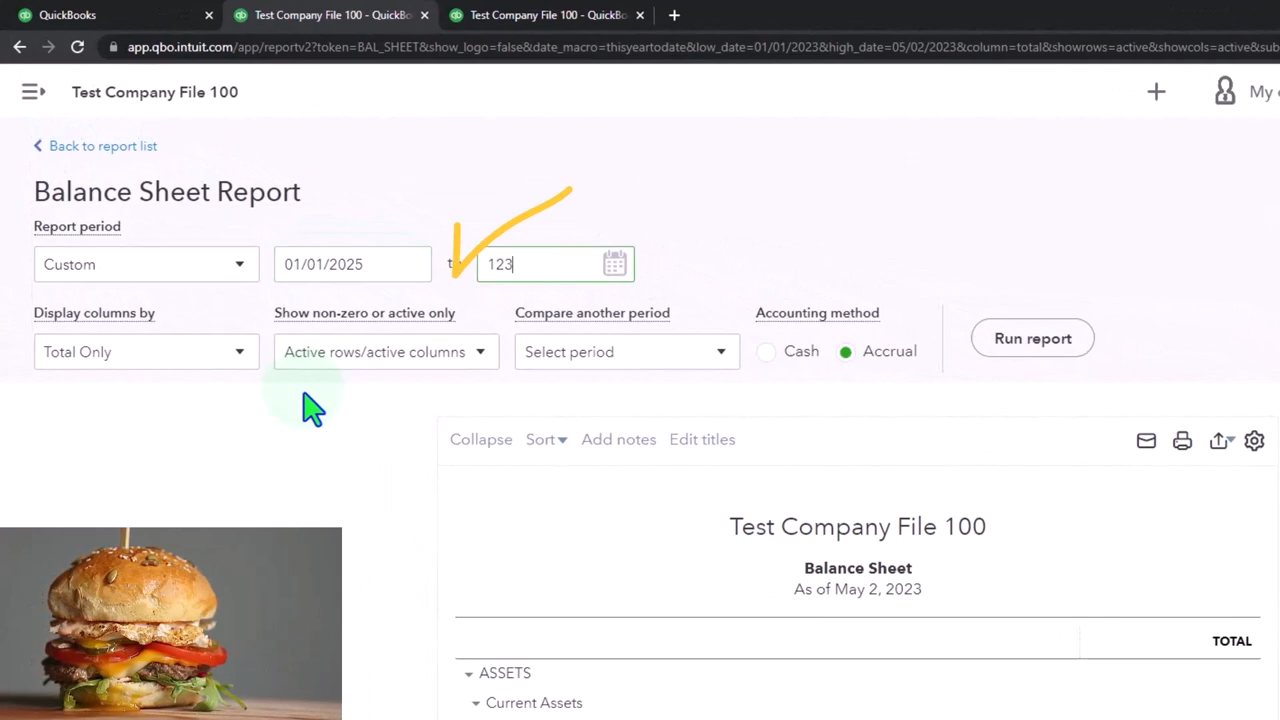 QuickBooks
Test Company File 100 - QuickBo
Test Company File 100 - QuickBo
app.qbo.intuit.com/app/reportv2?token=BAL_SHEET&show_logo=false&date_macro=thisyeartodate&low_date=01/01/2023&high_date=05/02/2023&column=total&showrows=active&showcols=active&sub
Test Company File 100
My
Back to report list
Balance Sheet Report
Report period
Custom
01/01/2025
123
Display columns by
Show non-zero or active only
Compare another period
Accounting method
Total Only
Active rows/active columns
Select period
Cash
Accrual
Run report
Collapse
Sort
Add notes
Edit titles
Test Company File 100
Balance Sheet
As of May 2, 2023
TOTAL
ASSETS
Current Assets